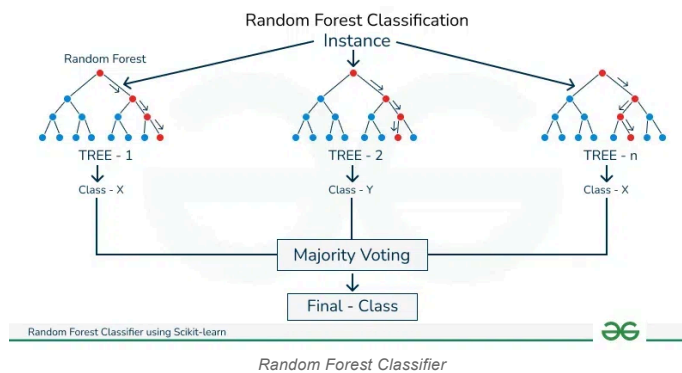 Random Forest Classification
Instance
Random Forest
TREE - 1
TREE - 2
TREE - n
Class - X
Class - Y
Class - X
Majority Voting
Final - Class
Random Forest Classifier using Scikit-learn
Random Forest Classifier